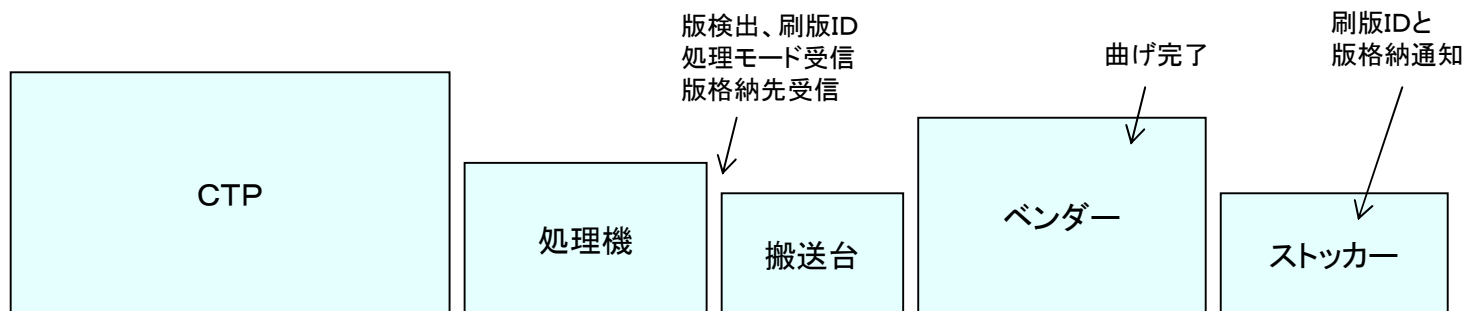 版検出、刷版ID
処理モード受信
版格納先受信
曲げ完了
刷版IDと
版格納通知
CTP
処理機
搬送台
ベンダー
ストッカー